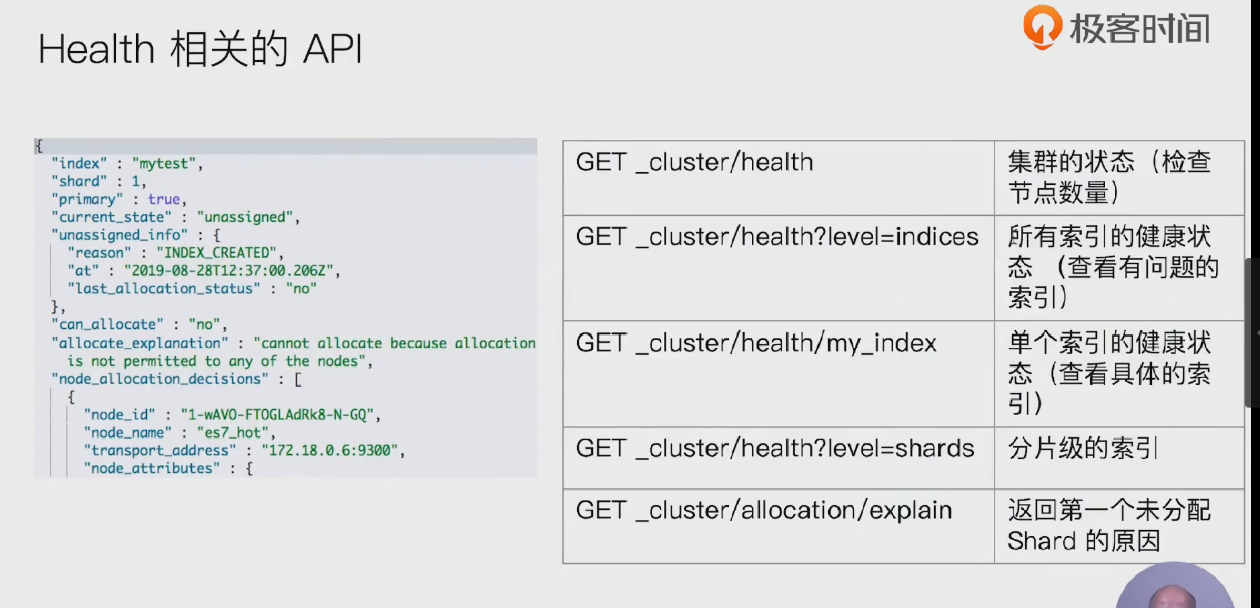 Health 相关的 API
极客时间
{
"index" : "mytest",
"shard" : 1,
"primary" : true,
"current_state" : "unassigned",
"unassigned_info" : {
"reason" : "INDEX_CREATED",
"at" : "2019-08-28T12:37:00.206Z",
"last_allocation_status" : "no"
},
"can_allocate" : "no",
"allocate_explanation" : "cannot allocate because allocation
is not permitted to any of the nodes",
"node_allocation_decisions" : [
{
"node_id" : "1-wAVO-FTOGLAdRk8-N-GQ",
"node_name" : "es7_hot",
"transport_address" : "172.18.0.6:9300",
"node_attributes" : {
GET _cluster/health
集群的状态（检查
节点数量）
GET _cluster/health?level=indices
所有索引的健康状
态 （查看有问题的
索引）
GET _cluster/health/my_index
单个索引的健康状
态（查看具体的索
引）
GET _cluster/health?level=shards
分片级的索引
GET _cluster/allocation/explain
返回第一个未分配
Shard 的原因